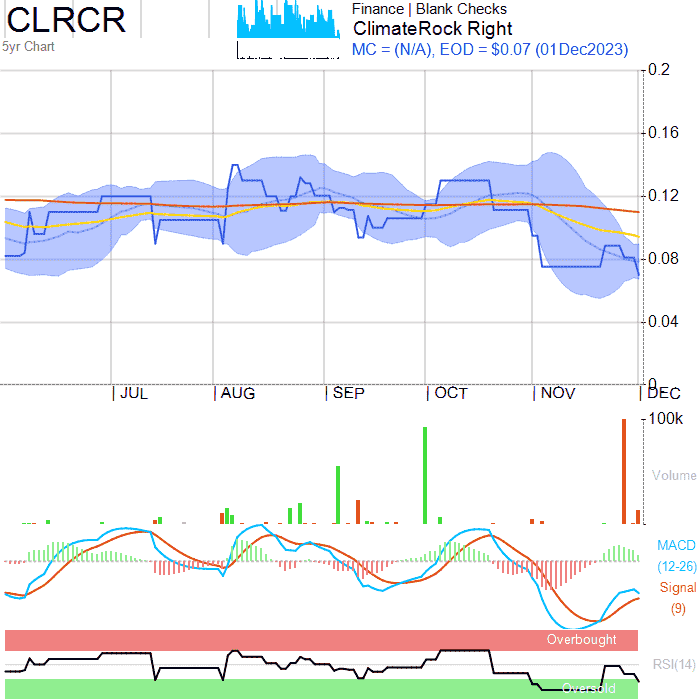 CLRCR
5yr Chart
Finance | Blank Checks
ClimateRock Right
MC = (N/A), EOD = $0.07 (01Dec2023)
0.2
0.16
0.12
0.08
0.04
0
JUL AUG SEP OCT NOV DEC
100k
Volume
MACD
(12-26)
Signal
(9)
Overbought
RSI(14)
Oversold